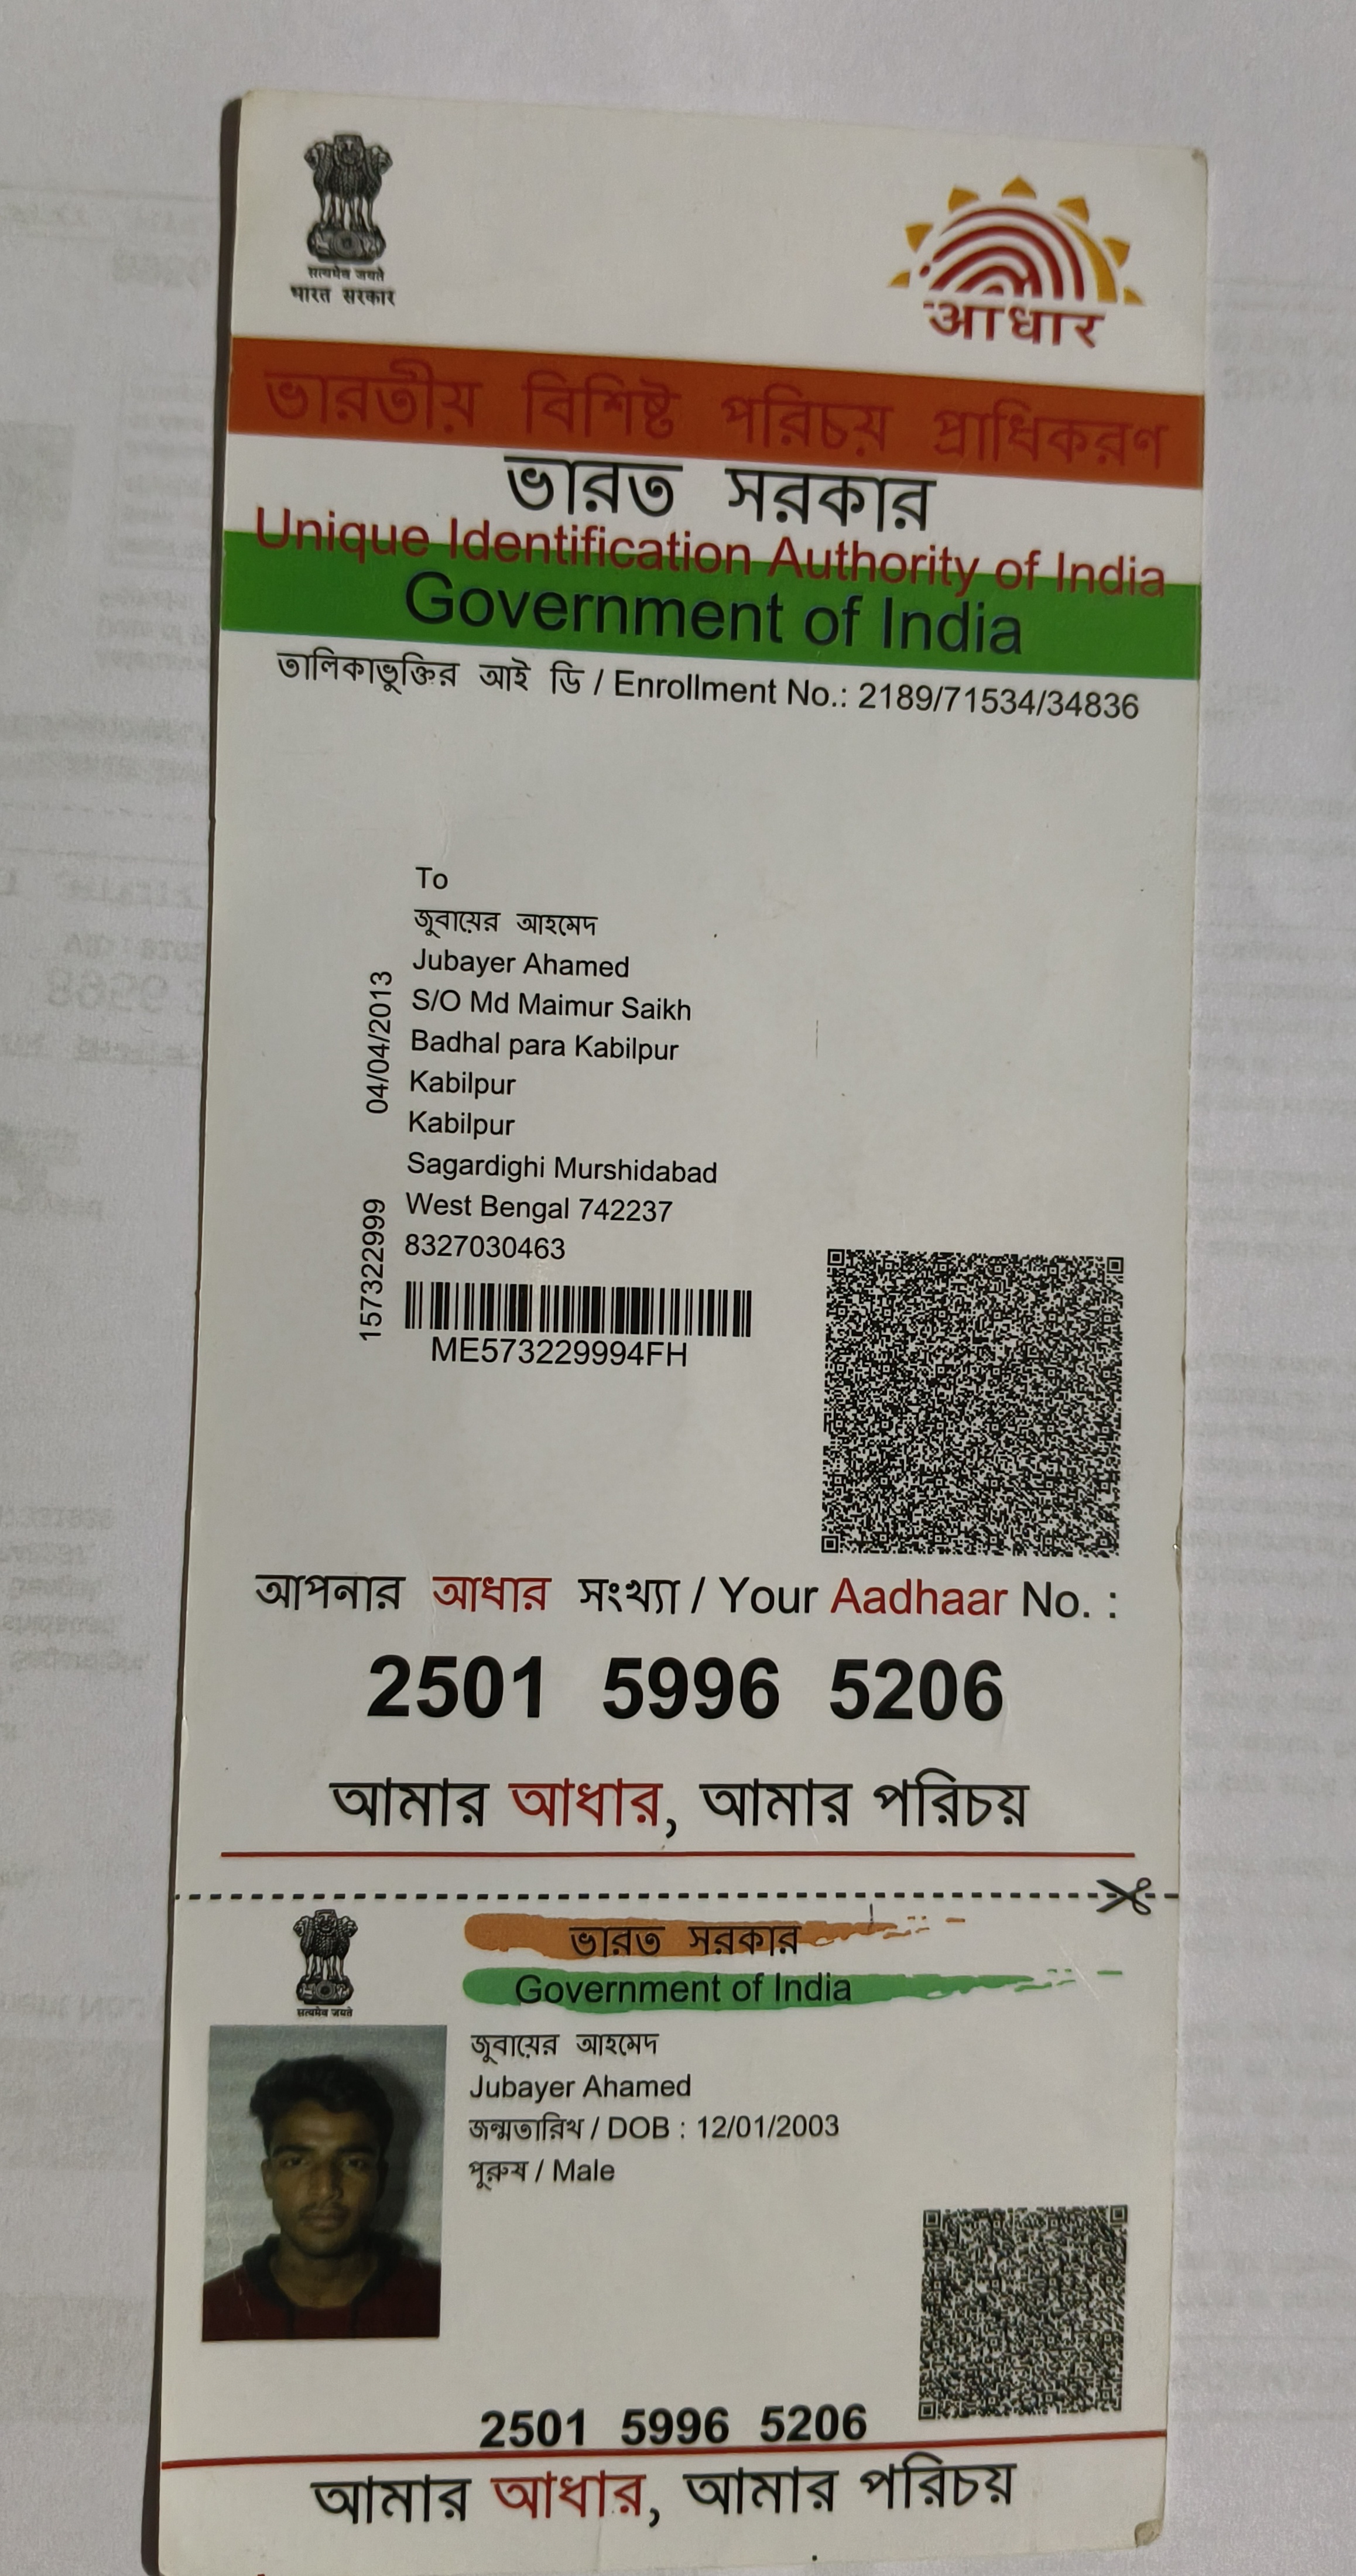 सत्यमेव जयते
भारत सरकार
आधार
ভারতীয় বিশিষ্ট পরিচয় প্রাধিকরণ
ভারত সরকার
Unique Identification Authority of India
Government of India
তালিকাভুক্তির আই ডি / Enrollment No.: 2189/71534/34836
To
জুবায়ের আহমেদ
Jubayer Ahamed
S/O Md Maimur Saikh
Badhal para Kabilpur
Kabilpur
Kabilpur
Sagardighi Murshidabad
West Bengal 742237
8327030463
04/04/2013
157322999
ME573229994FH
আপনার আধার সংখ্যা / Your Aadhaar No. :
2501 5996 5206
আমার আধার, আমার পরিচয়
सत्यमेव जयते
ভারত সরকার
Government of India
জুবায়ের আহমেদ
Jubayer Ahamed
জন্মতারিখ / DOB : 12/01/2003
পুরুষ / Male
2501 5996 5206
আমার আধার, আমার পরিচয়